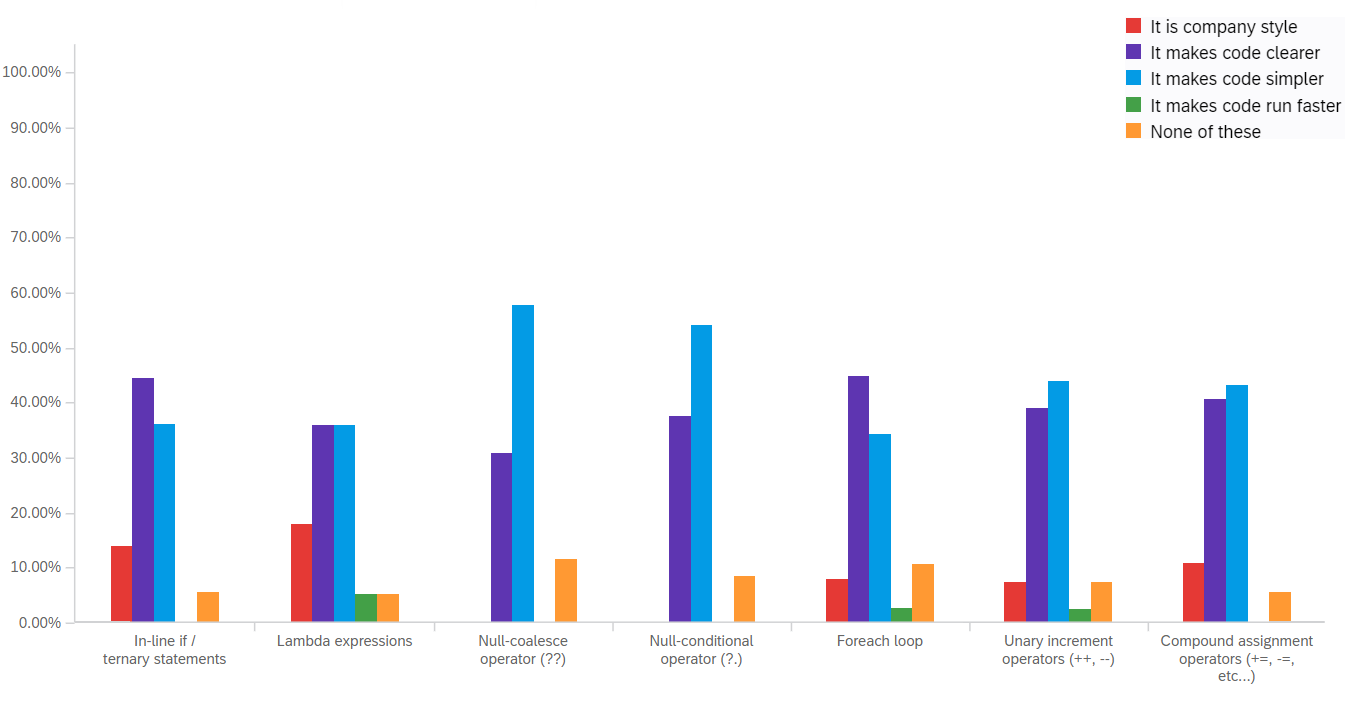 It is company style
It makes code clearer
It makes code simpler
It makes code run faster
None of these
100.00%
90.00%
80.00%
70.00%
60.00%
50.00%
40.00%
30.00%
20.00%
10.00%
0.00%
In-line if /
ternary statements
Lambda expressions
Null-coalesce
operator (??)
Null-conditional
operator (?.)
Foreach loop
Unary increment
operators (++, --)
Compound assignment
operators (+=, -=,
etc...)